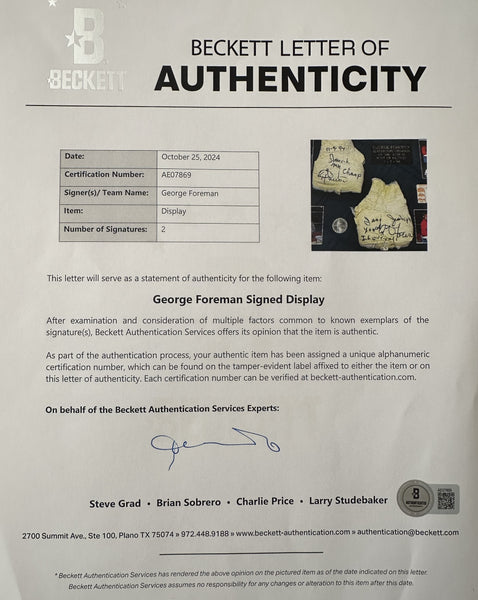 B
BECKETT
BECKETT LETTER OF
AUTHENTICITY
Date: October 25, 2024
Certification Number: AE07869
Signer(s)/ Team Name: George Foreman
Item: Display
Number of Signatures: 2
This letter will serve as a statement of authenticity for the following item:
George Foreman Signed Display
After examination and consideration of multiple factors common to known exemplars of the
signature(s), Beckett Authentication Services offers its opinion that the item is authentic.
As part of the authentication process, your authentic item has been assigned a unique alphanumeric
certification number, which can be found on the tamper-evident label affixed to either the item or on
this letter of authenticity. Each certification number can be verified at beckett-authentication.com.
On behalf of the Beckett Authentication Services Experts:
Steve Grad • Brian Sobrero • Charlie Price • Larry Studebaker
2700 Summit Ave., Ste 100, Plano TX 75074 » 972.448.9188 » www.beckett-authentication.com » authentication@beckett.com
* Beckett Authentication Services has rendered the above opinion on the pictured item as of the date indicated on this letter.
Beckett Authentication Services assumes no responsibility for any changes or alteration to this item after this date.